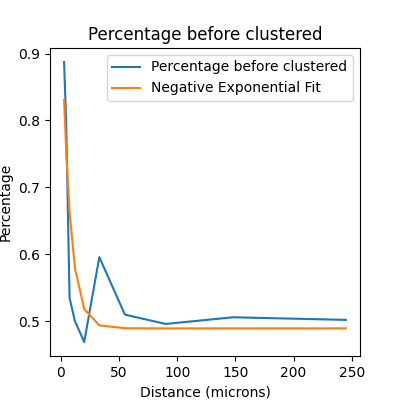 Percentage before clustered
Percentage before clustered
Negative Exponential Fit
Percentage
0.9
0.8
0.7
0.6
0.5
0 50 100 150 200 250
Distance (microns)